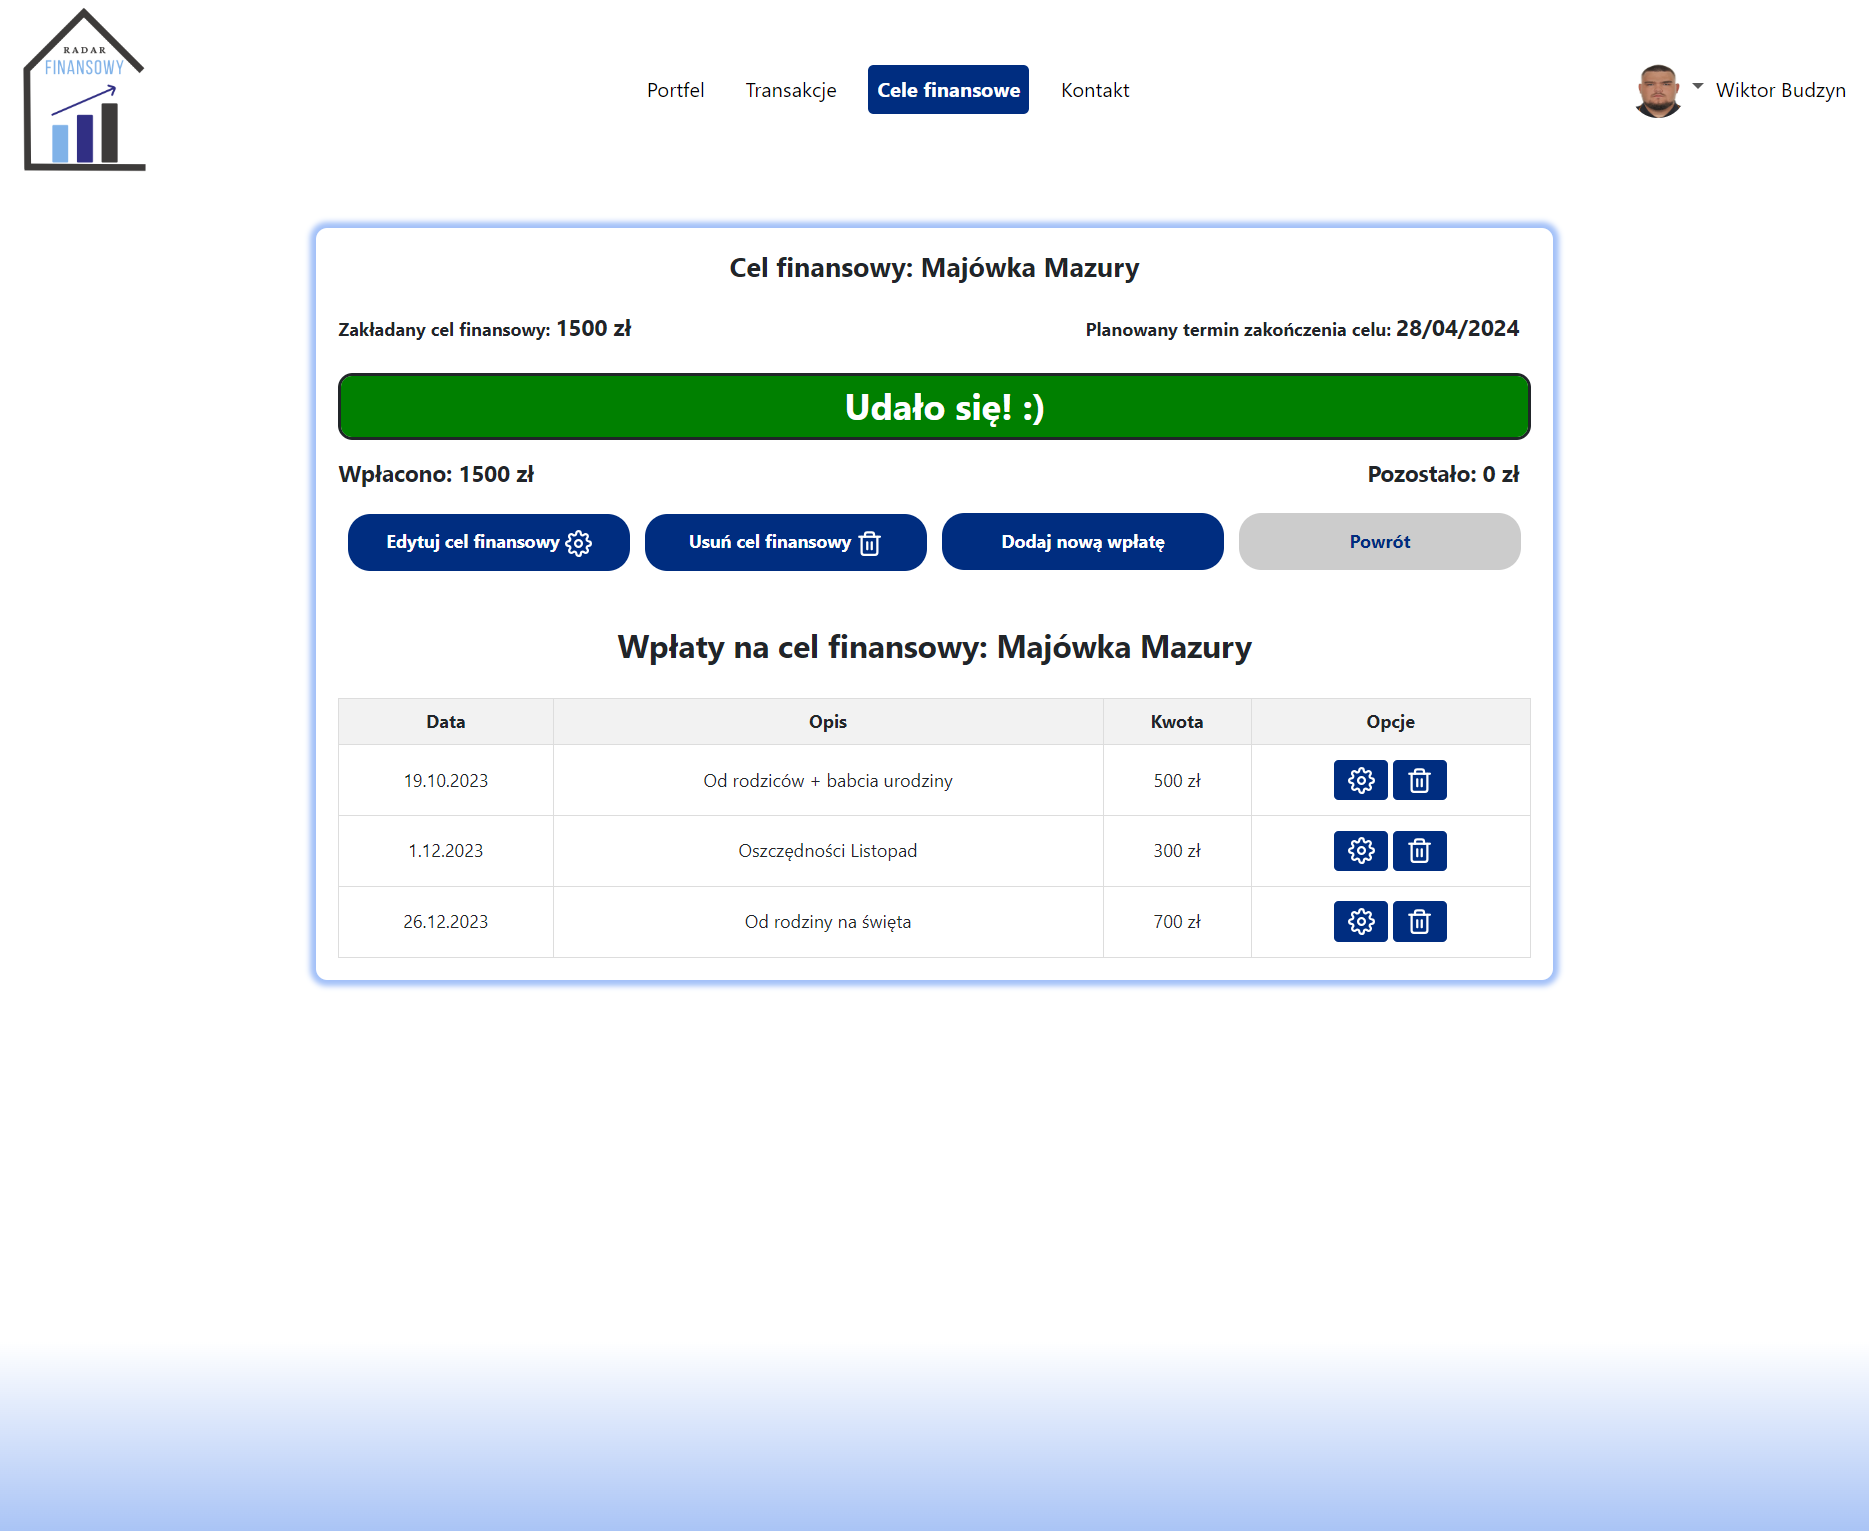 RADAR
FINANSOWY
Portfel Transakcje Cele finansowe Kontakt Wiktor Budzyn
Cel finansowy: Majówka Mazury
Zakładany cel finansowy: 1500 zł Planowany termin zakończenia celu: 28/04/2024
Udało się! :)
Wpłacono: 1500 zł Pozostało: 0 zł
Edytuj cel finansowy Usuń cel finansowy Dodaj nową wpłatę Powrót
Wpłaty na cel finansowy: Majówka Mazury
Data Opis Kwota Opcje
19.10.2023 Od rodziców + babcia urodziny 500 zł
1.12.2023 Oszczędności Listopad 300 zł
26.12.2023 Od rodziny na święta 700 zł